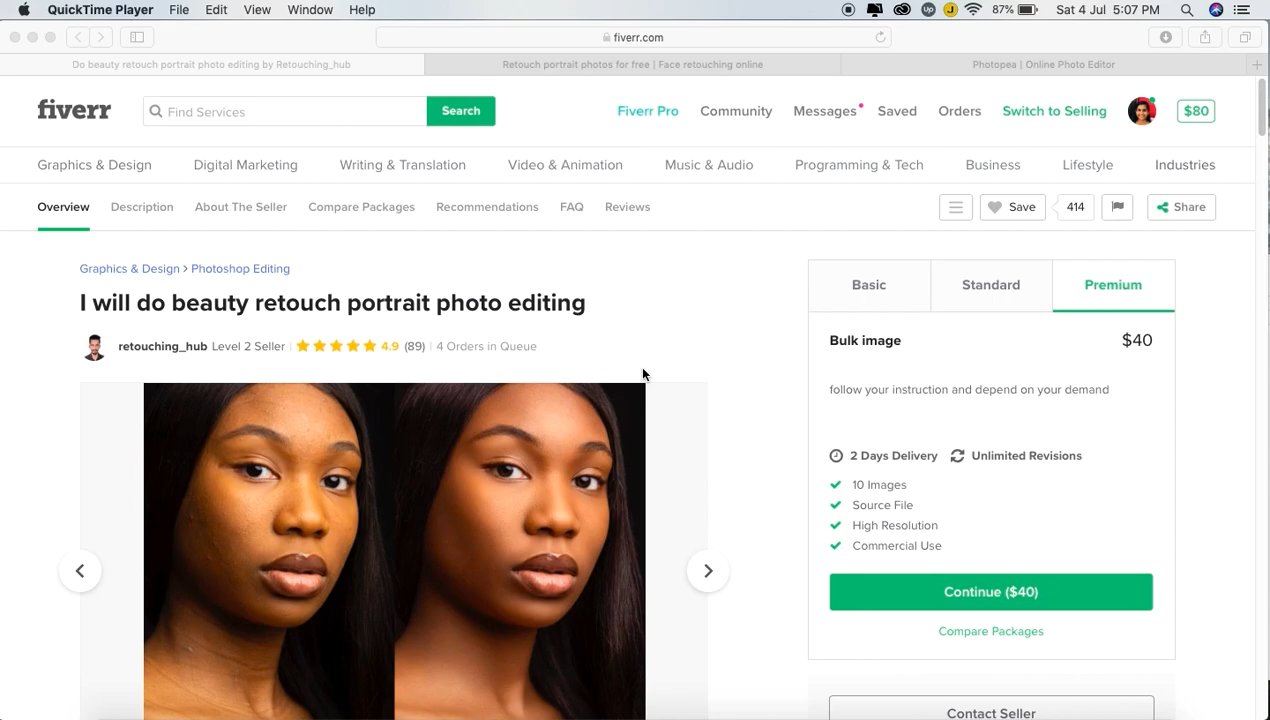 QuickTime Player File Edit View Window Help 87% Sat 4 Jul 5:07 PM
fiverr.com
Do beauty retouch portrait photo editing by Retouching_hub Retouch portrait photos for free | Face retouching online Photopea | Online Photo Editor
fiverr Find Services Search Fiverr Pro Community Messages Saved Orders Switch to Selling $80
Graphics & Design Digital Marketing Writing & Translation Video & Animation Music & Audio Programming & Tech Business Lifestyle Industries
Overview Description About The Seller Compare Packages Recommendations FAQ Reviews Save 414 Share
Graphics & Design > Photoshop Editing
I will do beauty retouch portrait photo editing
retouching_hub Level 2 Seller | 4.9 (89) | 4 Orders in Queue
Basic Standard Premium
Bulk image $40
follow your instruction and depend on your demand
2 Days Delivery Unlimited Revisions
10 Images
Source File
High Resolution
Commercial Use
Continue ($40)
Compare Packages
Contact Seller